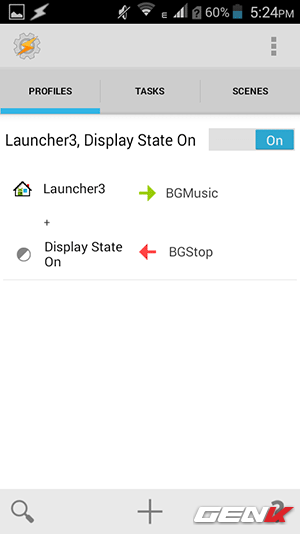 E 60% 5:24PM
PROFILES TASKS SCENES
Launcher3, Display State On On
Launcher3 BGMusic
+
Display State BGStop
On
GENK